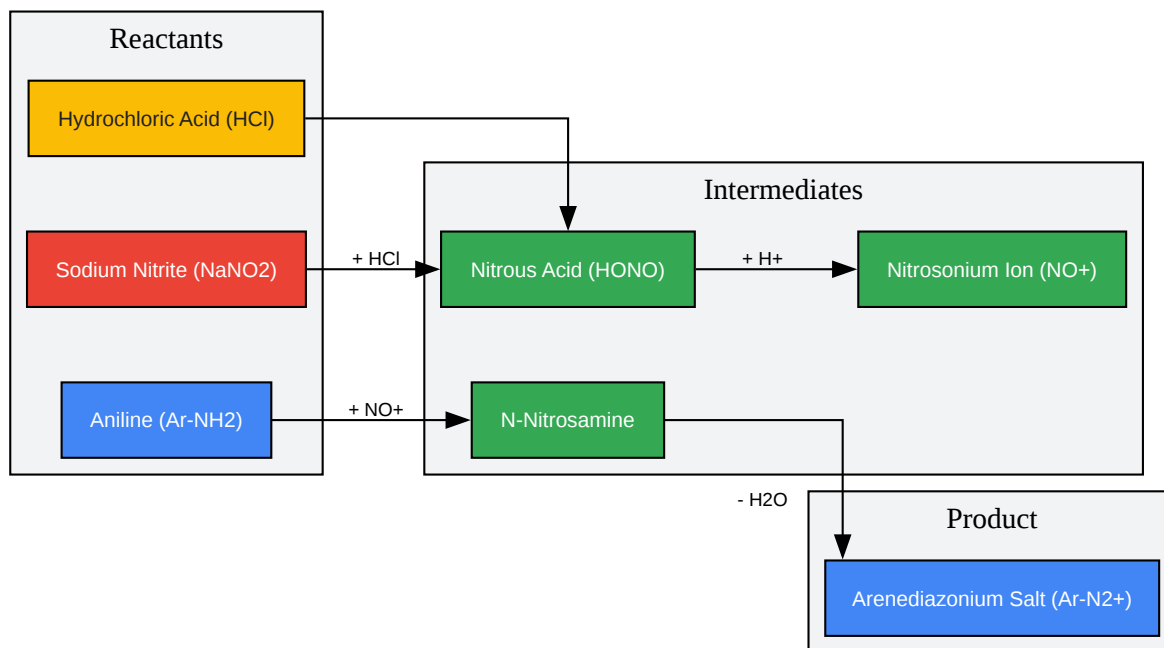 Reactants
Hydrochloric Acid (HCl)
Intermediates
Sodium Nitrite (NaNO2)
+ HCl
Nitrous Acid (HONO)
+ H+
Nitrosonium Ion (NO+)
Aniline (Ar-NH2)
+ NO+
N-Nitrosamine
- H2O
Product
Arenediazonium Salt (Ar-N2+)